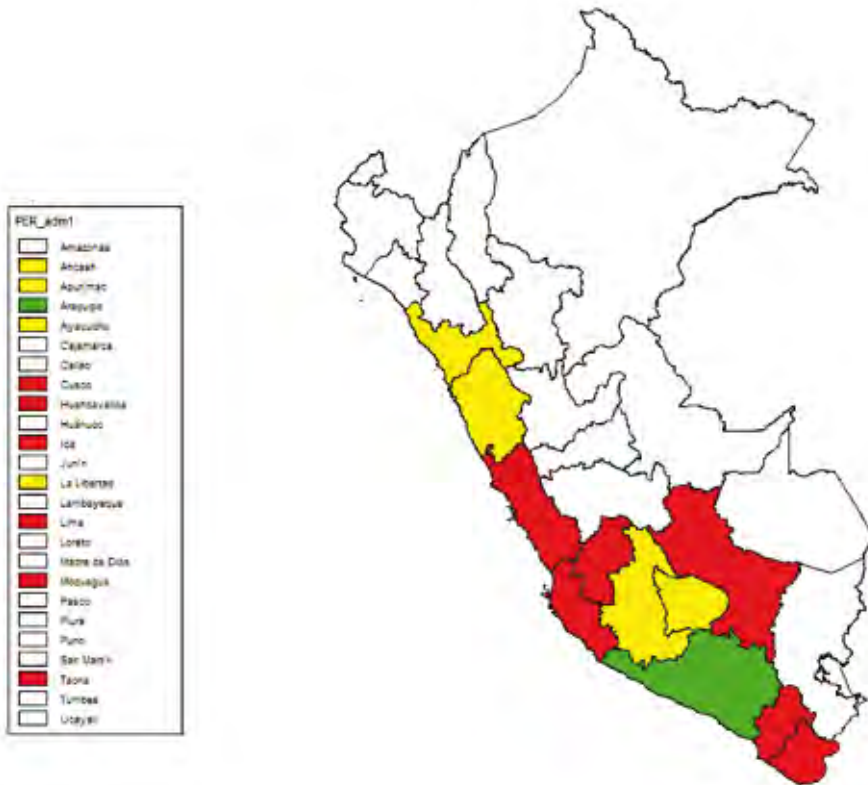 PER_adm1
Amazonas
Ancash
Apurímac
Arequipa
Ayacucho
Cajamarca
Callao
Cusco
Huancavelica
Huánuco
Ica
Junín
La Libertad
Lambayeque
Lima
Loreto
Madre de Dios
Moquegua
Pasco
Piura
Puno
San Martín
Tacna
Tumbes
Ucayali